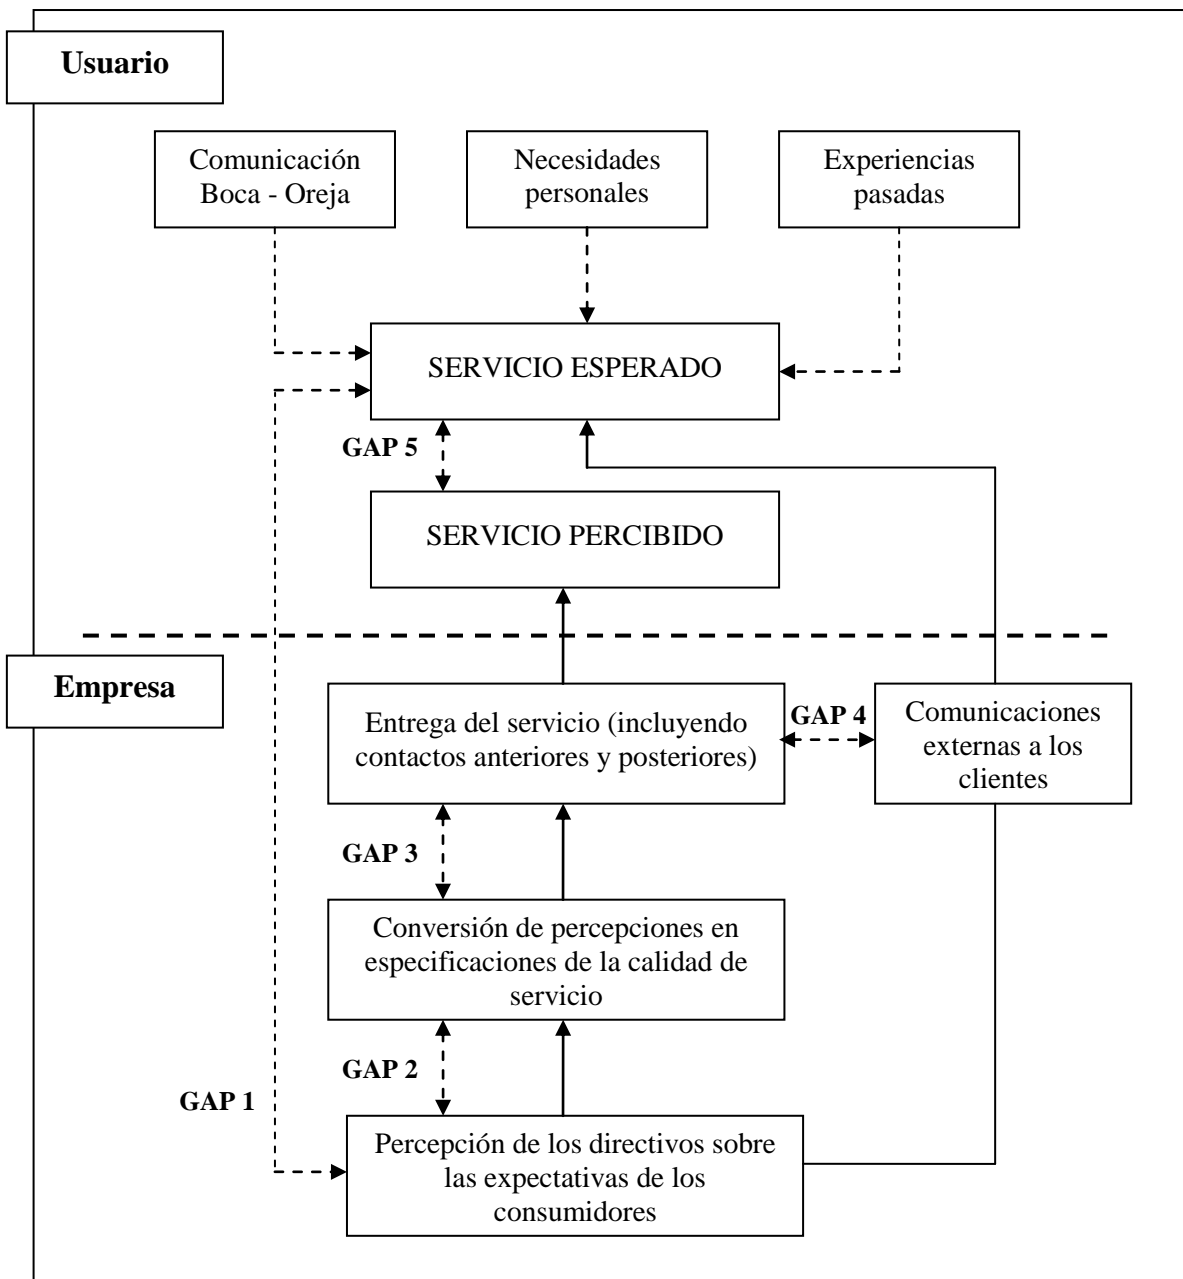 Usuario
Comunicación
Boca - Oreja
Necesidades
personales
Experiencias
pasadas
SERVICIO ESPERADO
GAP 5
SERVICIO PERCIBIDO
Empresa
Entrega del servicio (incluyendo
contactos anteriores y posteriores)
GAP 4
Comunicaciones
externas a los
clientes
GAP 3
Conversión de percepciones en
especificaciones de la calidad de
servicio
GAP 2
GAP 1
Percepción de los directivos sobre
las expectativas de los
consumidores